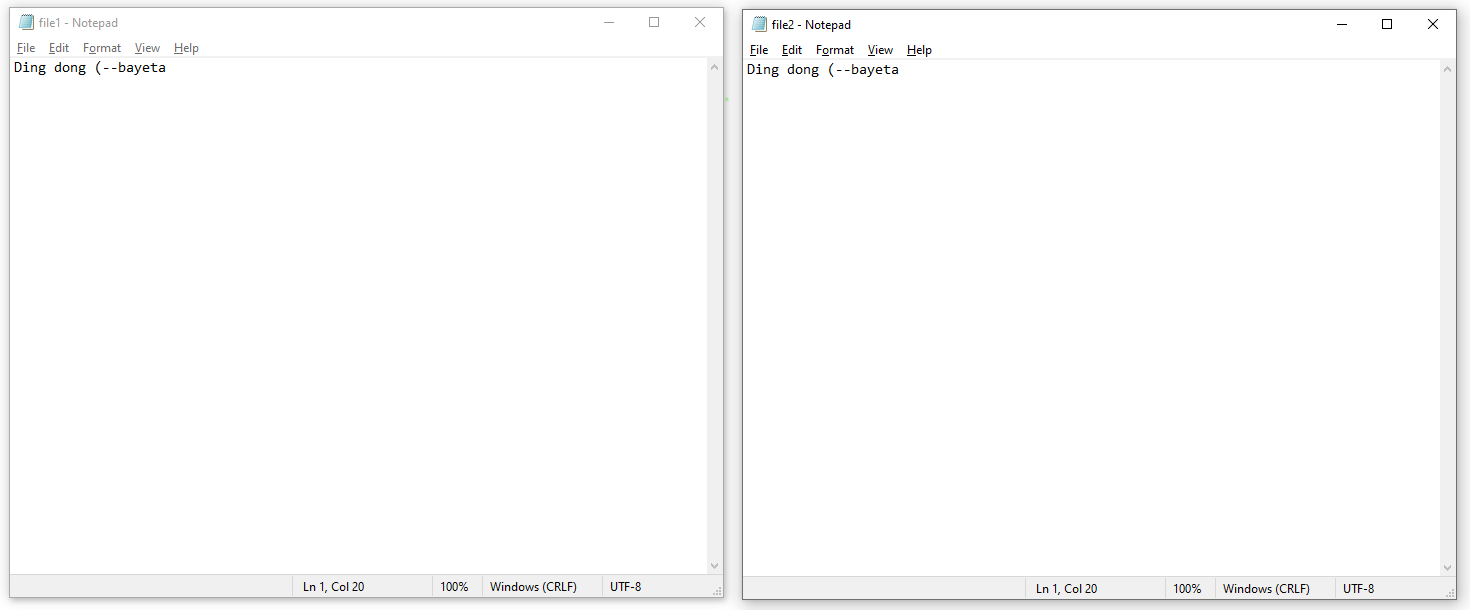 file1 - Notepad
File Edit Format View Help
Ding dong (--bayeta
Ln 1, Col 20 100% Windows (CRLF) UTF-8
file2 - Notepad
File Edit Format View Help
Ding dong (--bayeta
Ln 1, Col 20 100% Windows (CRLF) UTF-8